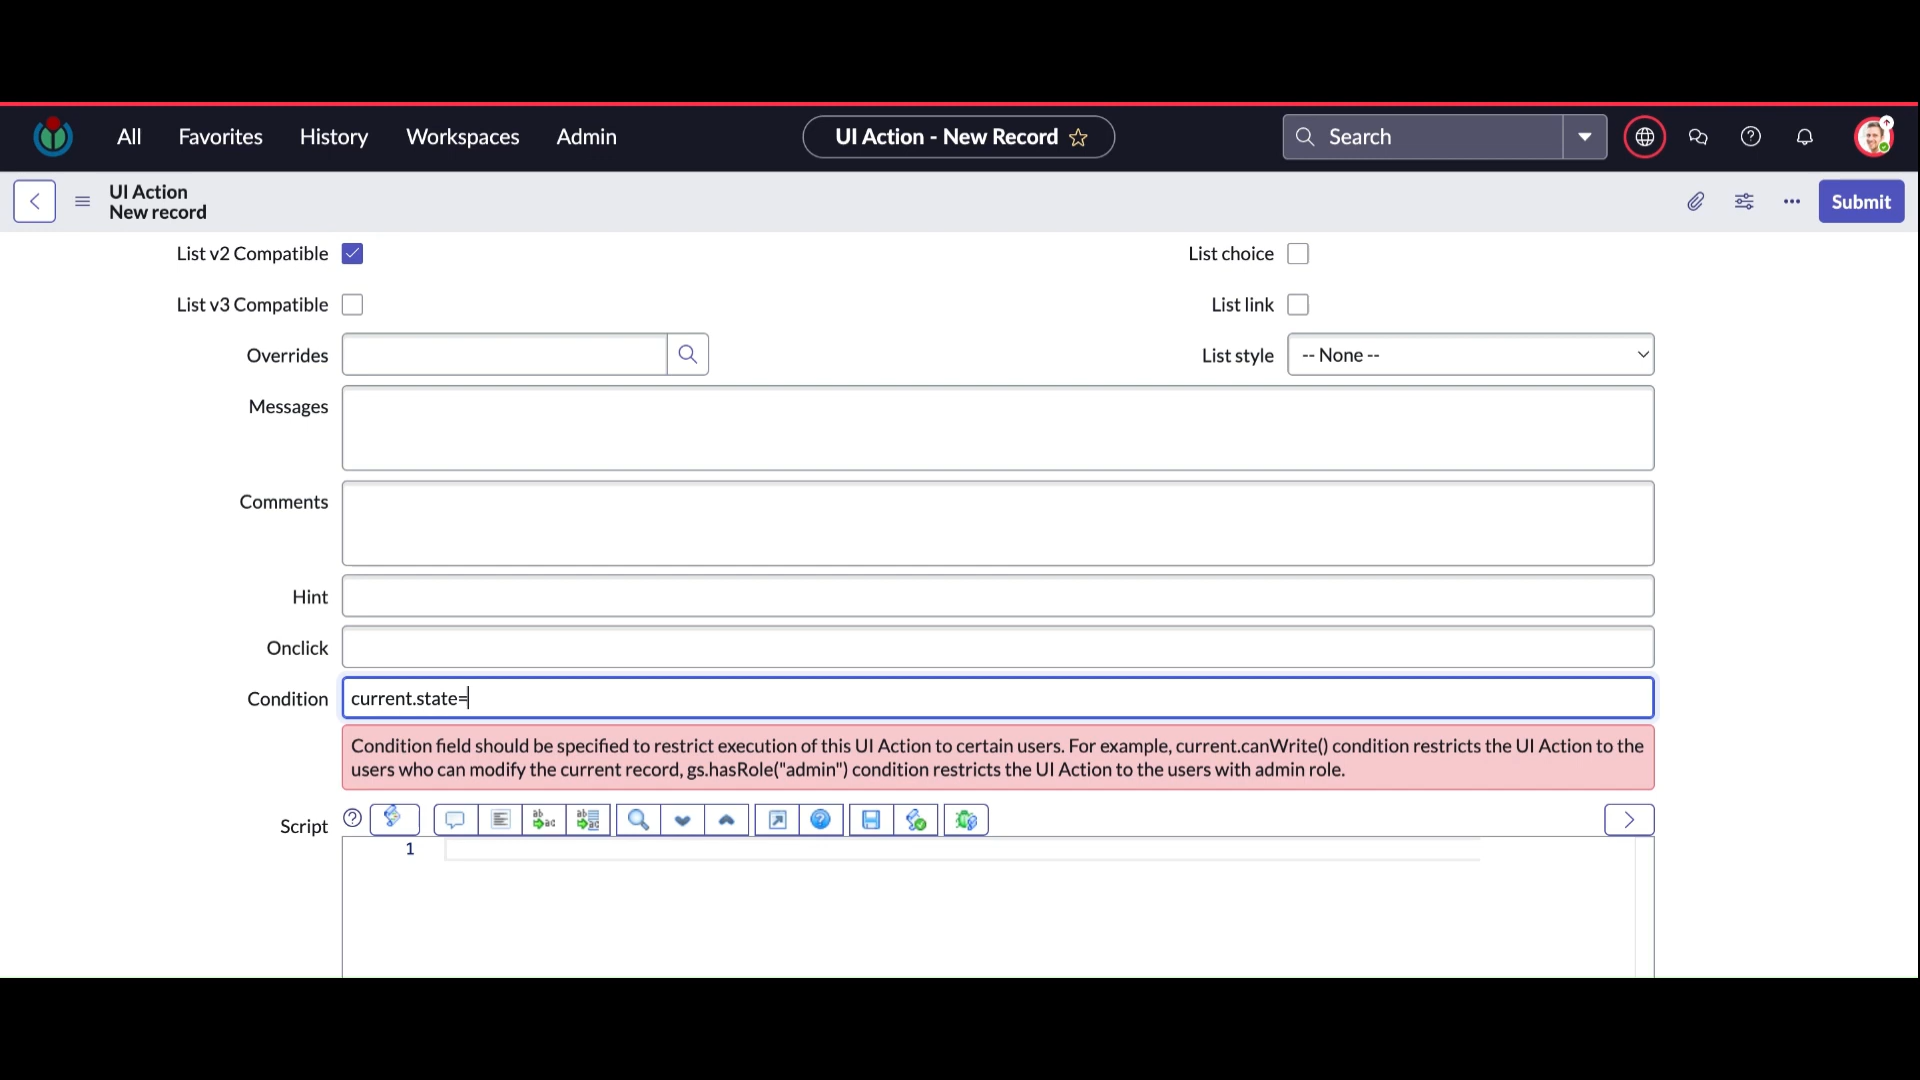 All Favorites History Workspaces Admin UI Action - New Record Search
UI Action
New record
Submit
List v2 Compatible List choice
List v3 Compatible List link
Overrides List style -- None --
Messages
Comments
Hint
Onclick
Condition current.state=
Condition field should be specified to restrict execution of this UI Action to certain users. For example, current.canWrite() condition restricts the UI Action to the
users who can modify the current record, gs.hasRole("admin") condition restricts the UI Action to the users with admin role.
Script
1